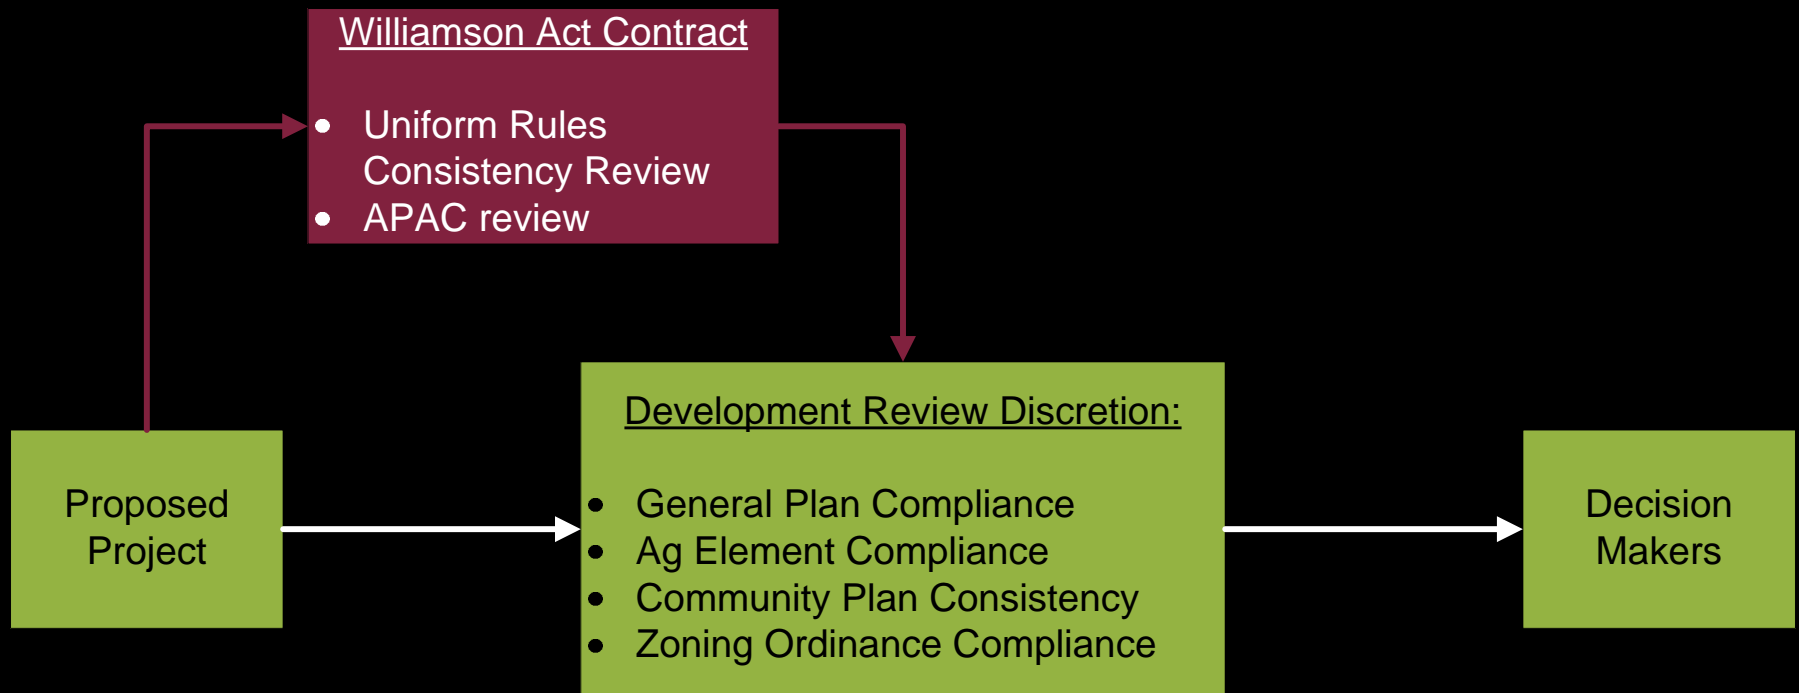 Williamson Act Contract
• Uniform Rules
Consistency Review
• APAC review
Proposed
Project
Development Review Discretion:
• General Plan Compliance
• Ag Element Compliance
• Community Plan Consistency
• Zoning Ordinance Compliance
Decision
Makers